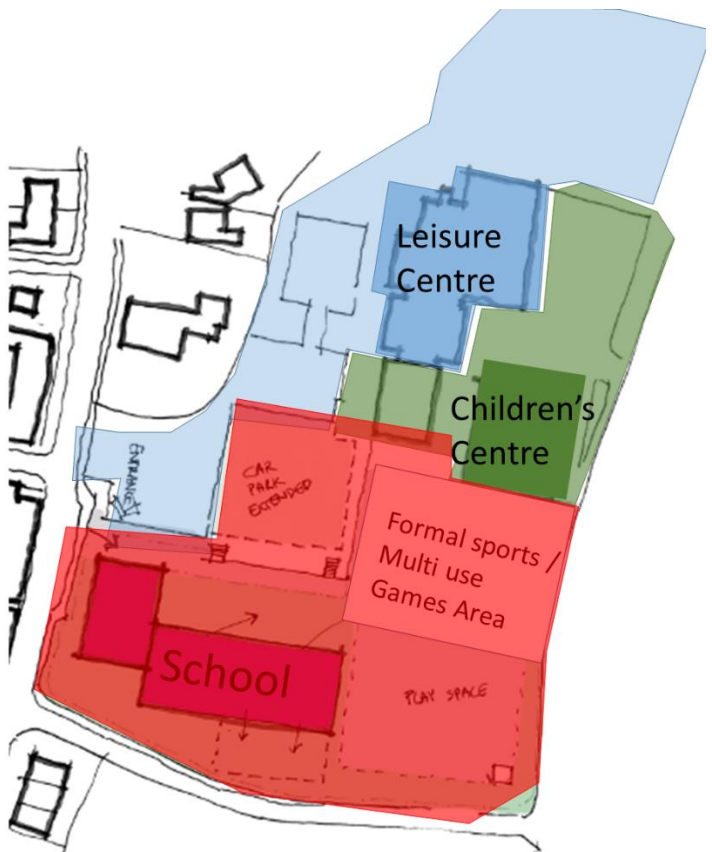 Leisure
Centre
Children's
Centre
ENTRANCE
CAR
PARK
EXTENDED
Formal sports /
Multi use
Games Area
School
PLAY SPACE